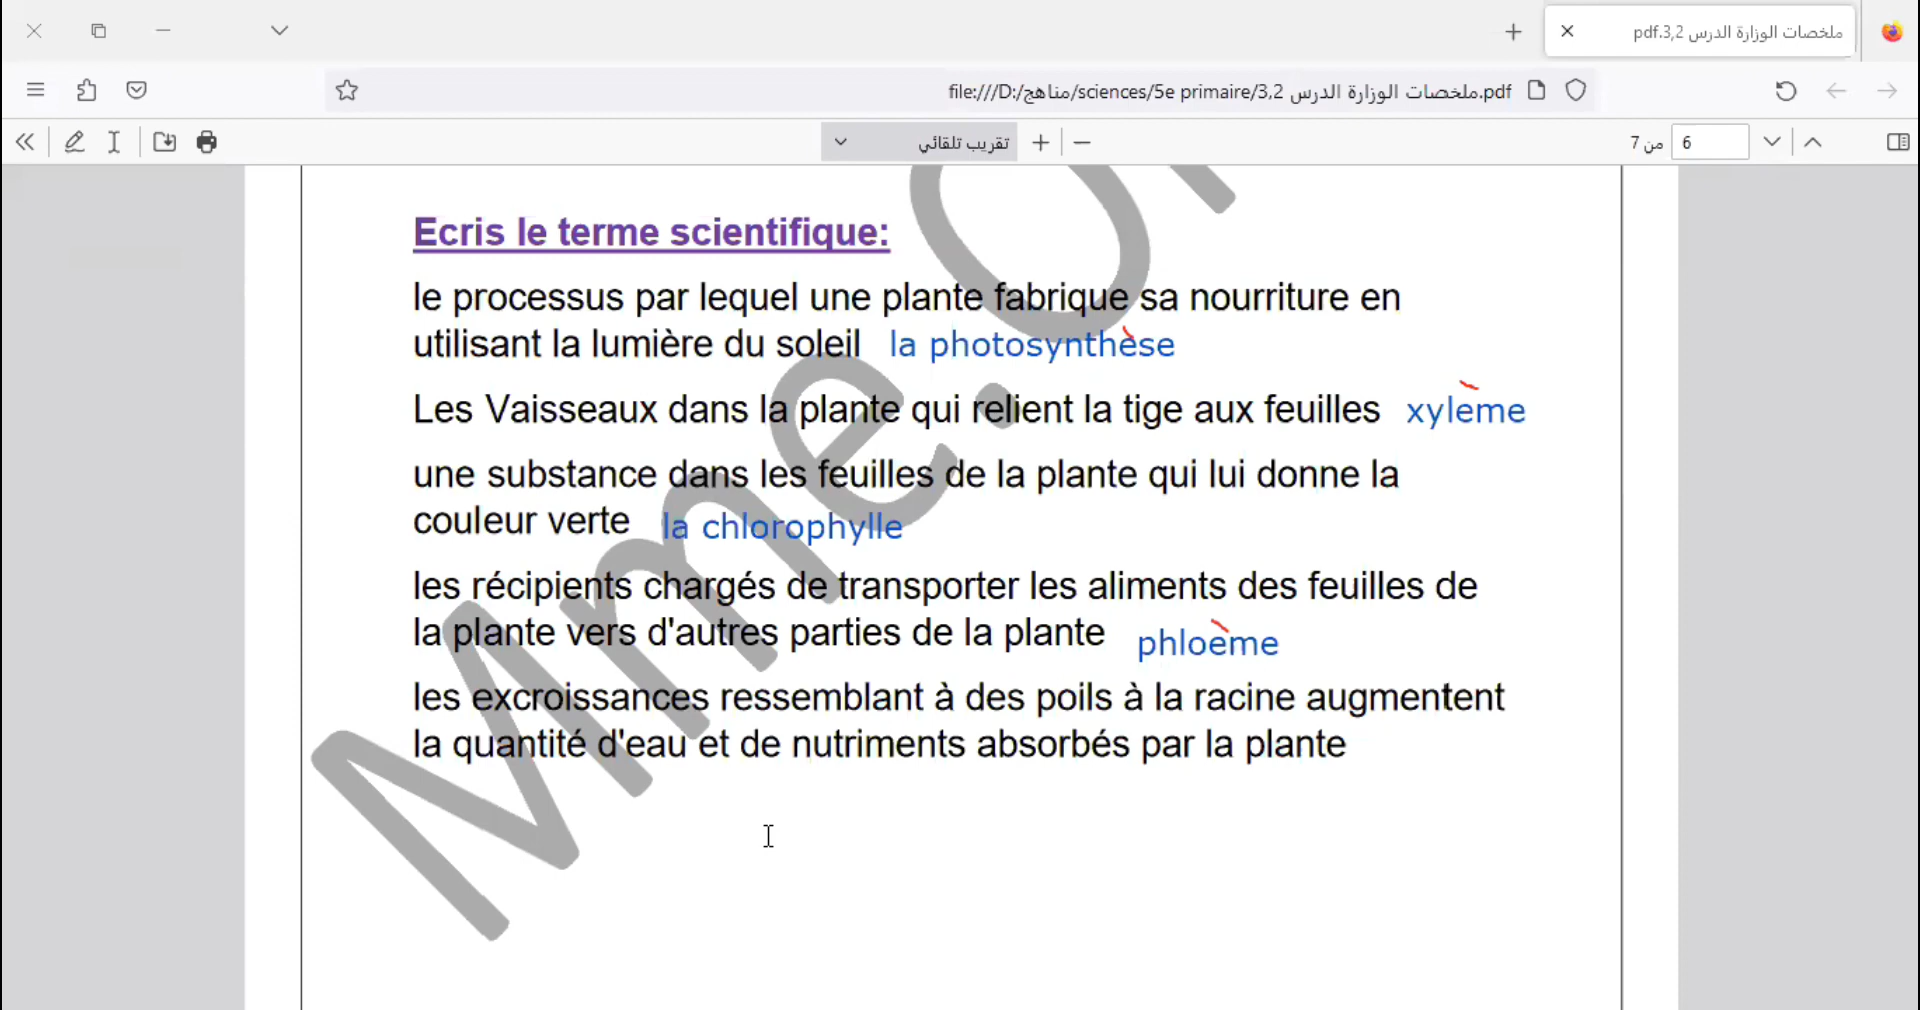 ملخصات الوزارة الدرس 3,2.pdf
file:///D:/مناهج/sciences/5e primaire/3,2 ملخصات الوزارة الدرس.pdf
6 من 7
تقريب تلقائي
Ecris le terme scientifique:
le processus par lequel une plante fabrique sa nourriture en
utilisant la lumière du soleil la photosynthèse
Les Vaisseaux dans la plante qui relient la tige aux feuilles xylème
une substance dans les feuilles de la plante qui lui donne la
couleur verte la chlorophylle
les récipients chargés de transporter les aliments des feuilles de
la plante vers d'autres parties de la plante phloème
les excroissances ressemblant à des poils à la racine augmentent
la quantité d'eau et de nutriments absorbés par la plante